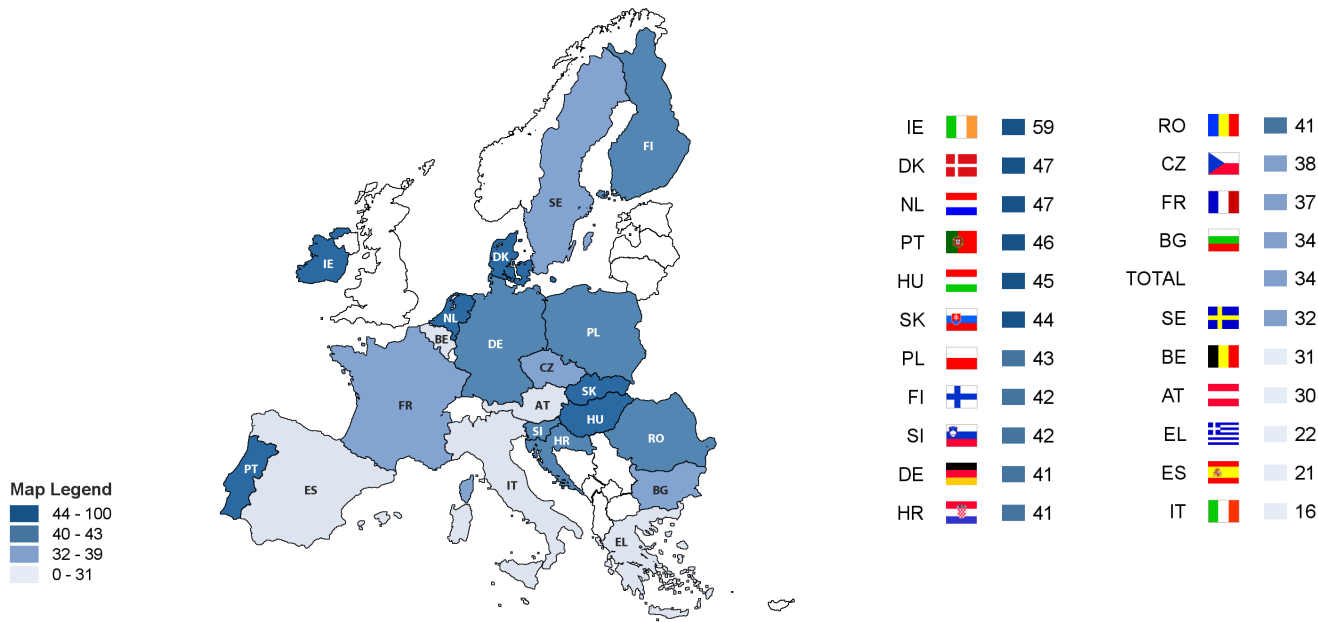 FI
SE
IE
DK
NL
BE
DE
PL
CZ
SK
FR
AT
HU
SI
HR
RO
PT
ES
IT
BG
EL
Map Legend
44 - 100
40 - 43
32 - 39
0 - 31
IE 59
DK 47
NL 47
PT 46
HU 45
SK 44
PL 43
FI 42
SI 42
DE 41
HR 41
RO 41
CZ 38
FR 37
BG 34
TOTAL 34
SE 32
BE 31
AT 30
EL 22
ES 21
IT 16